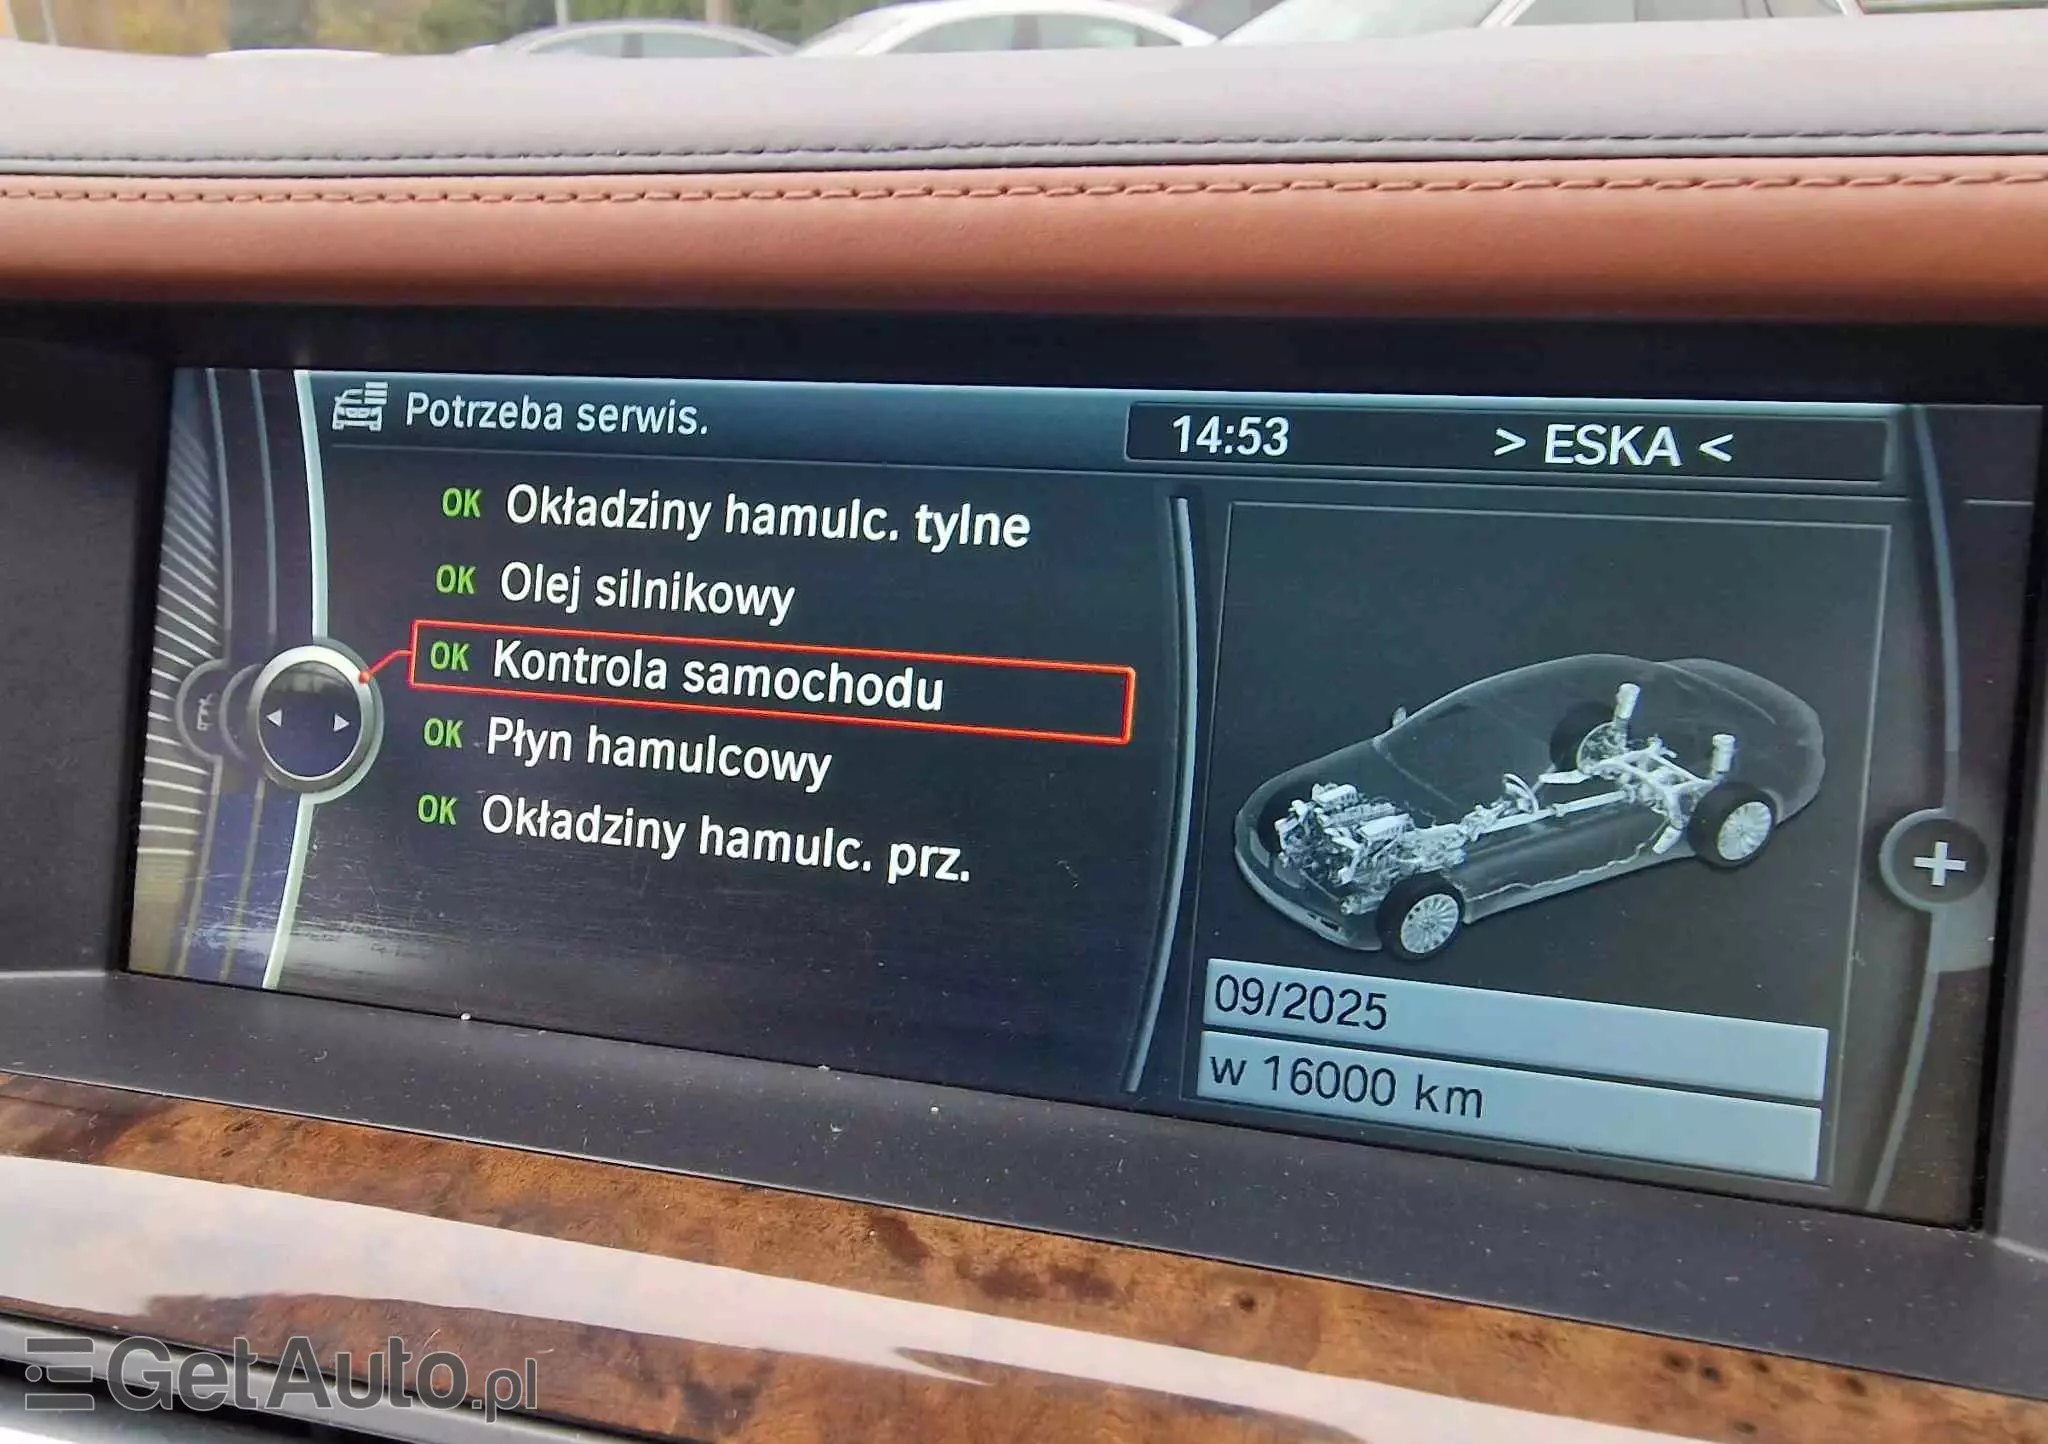 Potrzeba serwis.
14:53
> ESKA <
OK Okładziny hamulc. tylne
OK Olej silnikowy
OK Kontrola samochodu
OK Płyn hamulcowy
OK Okładziny hamulc. prz.
09/2025
w 16000 km
GetAuto.pl